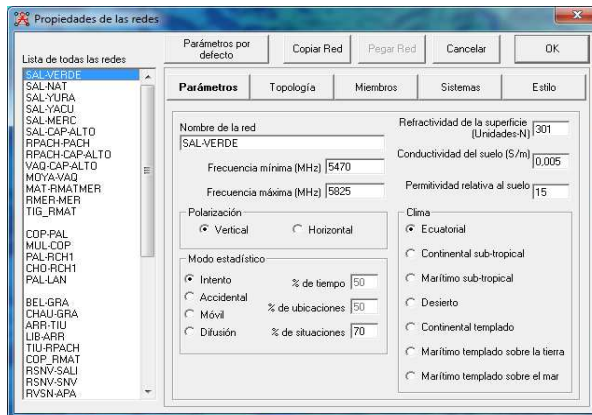 Propiedades de las redes
Lista de todas las redes
SAL-VERDE
SAL-NAT
SAL-YURA
SAL-YACU
SAL-MERC
SAL-CAP-ALTO
RPACH-PACH
RPACH-CAP-ALTO
VAQ-CAP-ALTO
MOYA-VAQ
MAT-RMATMER
RMER-MER
TIG_RMAT
COP-PAL
MUL-COP
PAL-RCH1
CHO-RCH1
PAL-LAN
BEL-GRA
CHAU-GRA
ARR-TIU
LIB-ARR
TIU-RPACH
COP_RMAT
RSNV-SALI
RSNV-SNV
RVSN-APA
Parámetros por defecto
Copiar Red
Pegar Red
Cancelar
OK
Parámetros
Topología
Miembros
Sistemas
Estilo
Nombre de la red
SAL-VERDE
Frecuencia mínima (MHz) 5470
Frecuencia máxima (MHz) 5825
Polarización
Vertical
Horizontal
Modo estadístico
Intento
Accidental
Móvil
Difusión
% de tiempo 50
% de ubicaciones 50
% de situaciones 70
Refractividad de la superficie (Unidades-N) 301
Conductividad del suelo (S/m) 0,005
Permitividad relativa al suelo 15
Clima
Ecuatorial
Continental sub-tropical
Marítimo sub-tropical
Desierto
Continental templado
Marítimo templado sobre la tierra
Marítimo templado sobre el mar